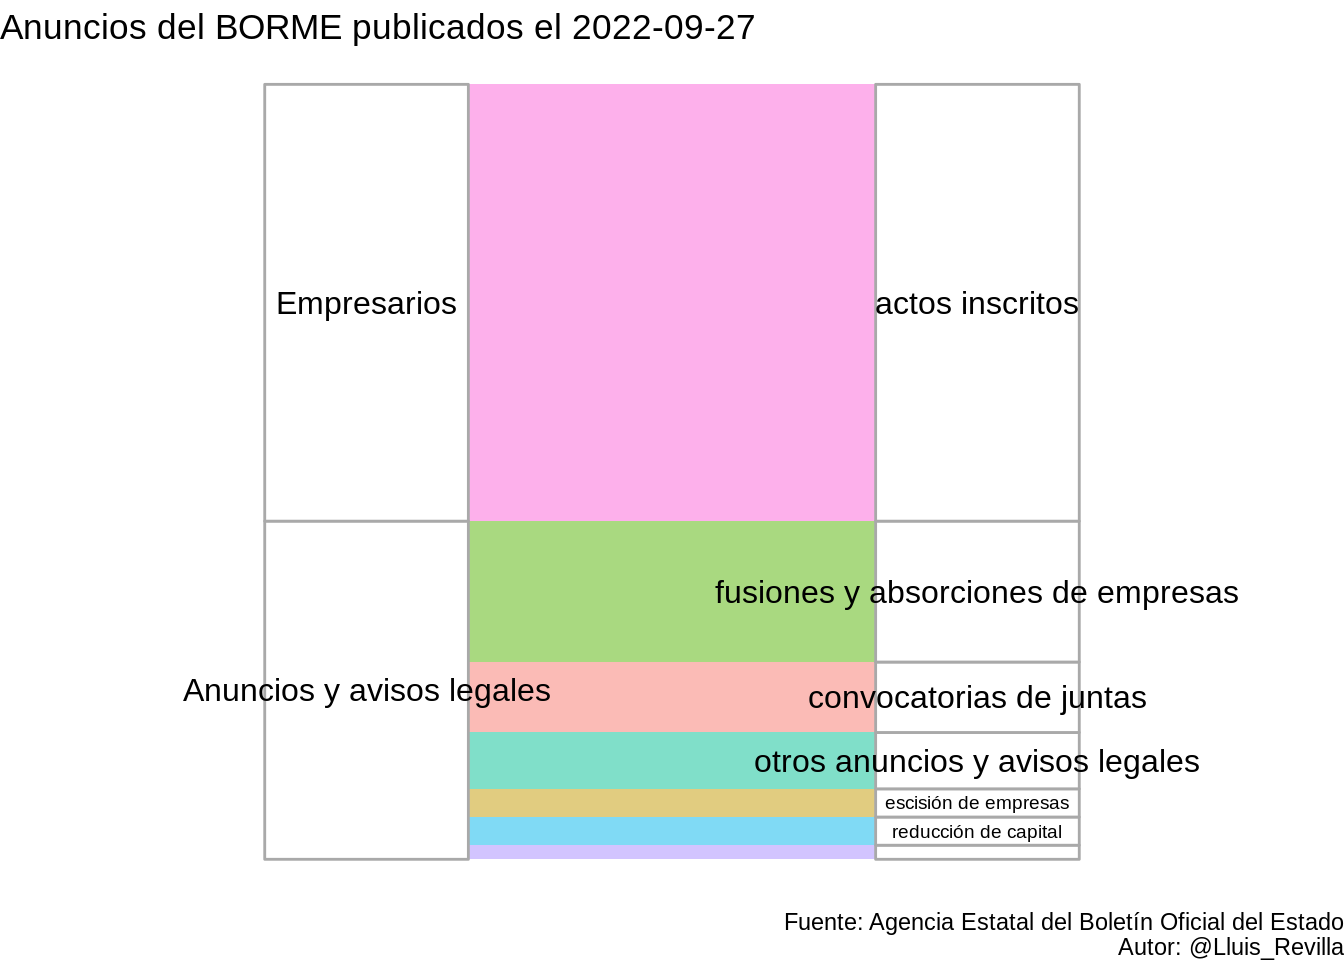 Anuncios del BORME publicados el 2022-09-27
Empresarios
actos inscritos
fusiones y absorciones de empresas
Anuncios y avisos legales
convocatorias de juntas
otros anuncios y avisos legales
escisión de empresas
reducción de capital
Fuente: Agencia Estatal del Boletín Oficial del Estado
Autor: @Lluis_Revilla